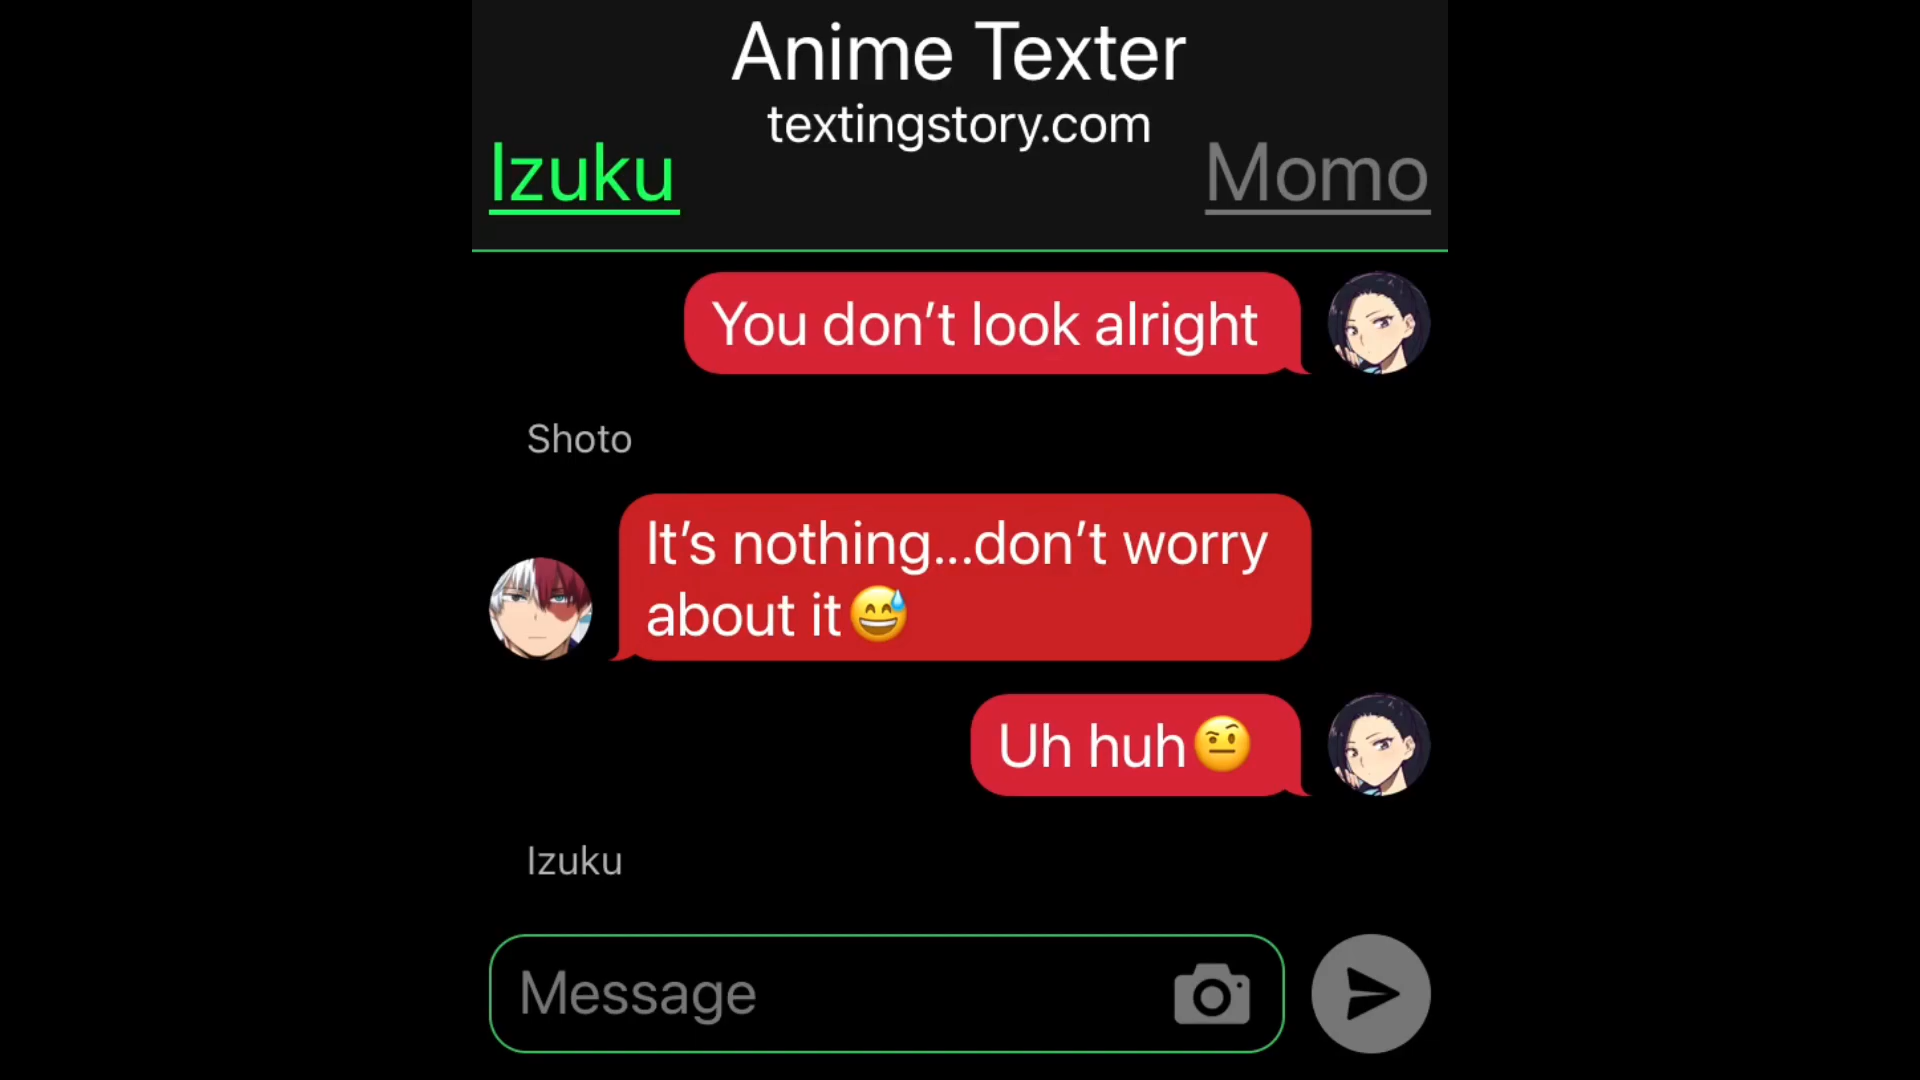 Anime Texter
textingstory.com
Izuku
Momo
You don’t look alright
Shoto
It’s nothing...don’t worry
about it😅
Uh huh🤨
Izuku
Message